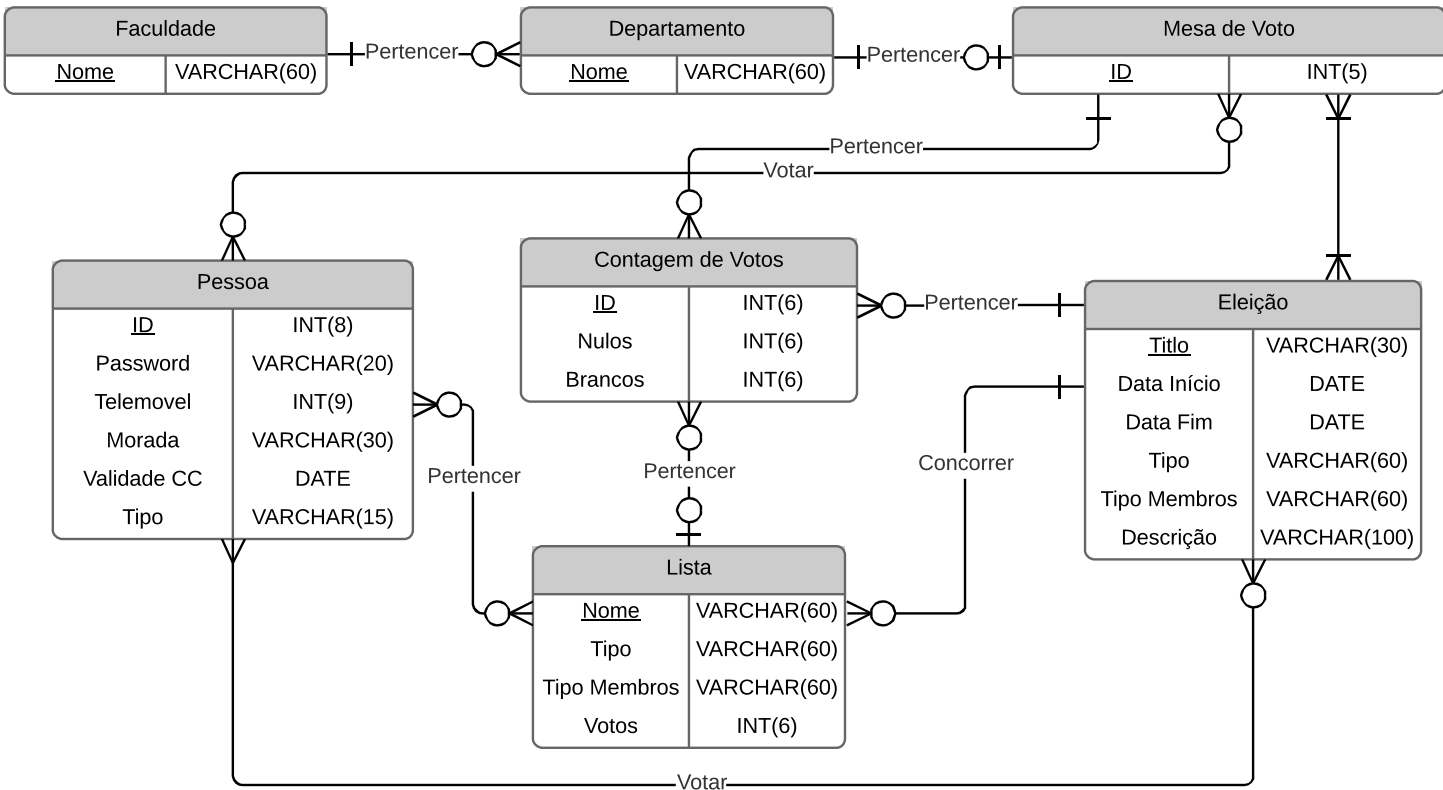 Faculdade
Nome VARCHAR(60)
Pertencer
Departamento
Nome VARCHAR(60)
Pertencer
Mesa de Voto
ID INT(5)
Pertencer
Votar
Pessoa
ID INT(8)
Password VARCHAR(20)
Telemovel INT(9)
Morada VARCHAR(30)
Validade CC DATE
Tipo VARCHAR(15)
Contagem de Votos
ID INT(6)
Nulos INT(6)
Brancos INT(6)
Pertencer
Eleição
Titlo VARCHAR(30)
Data Início DATE
Data Fim DATE
Tipo VARCHAR(60)
Tipo Membros VARCHAR(60)
Descrição VARCHAR(100)
Pertencer
Pertencer
Concorrer
Lista
Nome VARCHAR(60)
Tipo VARCHAR(60)
Tipo Membros VARCHAR(60)
Votos INT(6)
Votar